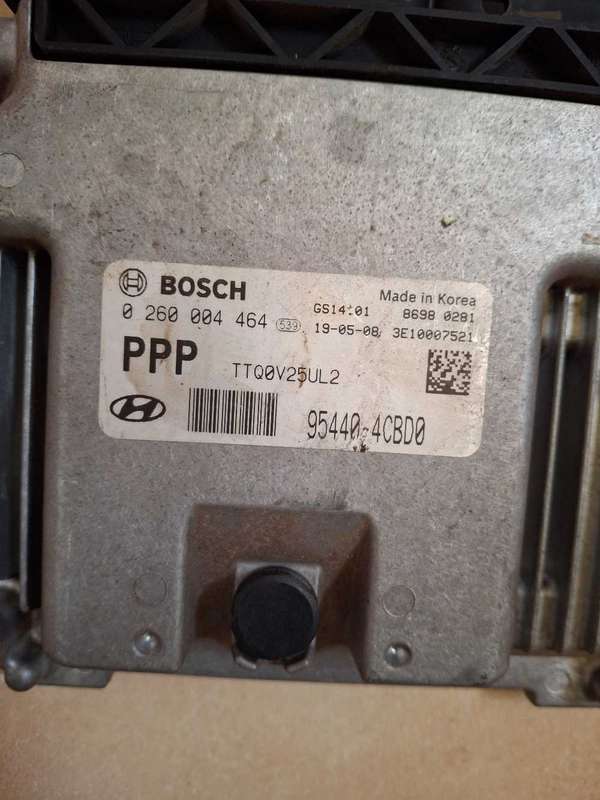 BOSCH
Made in Korea
GS14:01 8698 0281
0 260 004 464 539 19-05-08, 3E10007521
PPP TTQ0V25UL2
95440-4CBD0